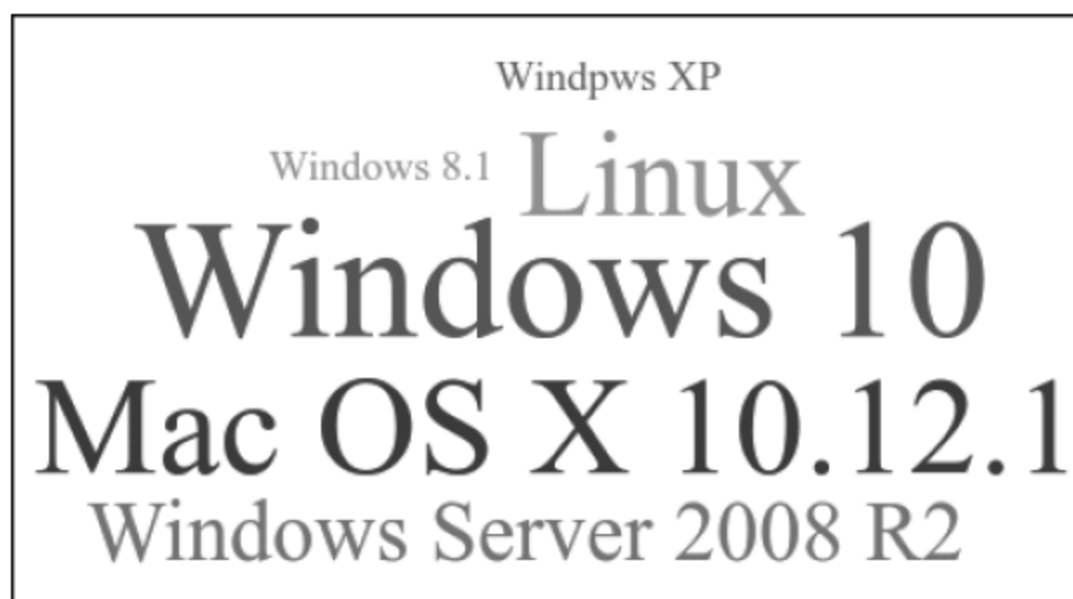 Windpws XP
Windows 8.1 Linux
Windows 10
Mac OS X 10.12.1
Windows Server 2008 R2